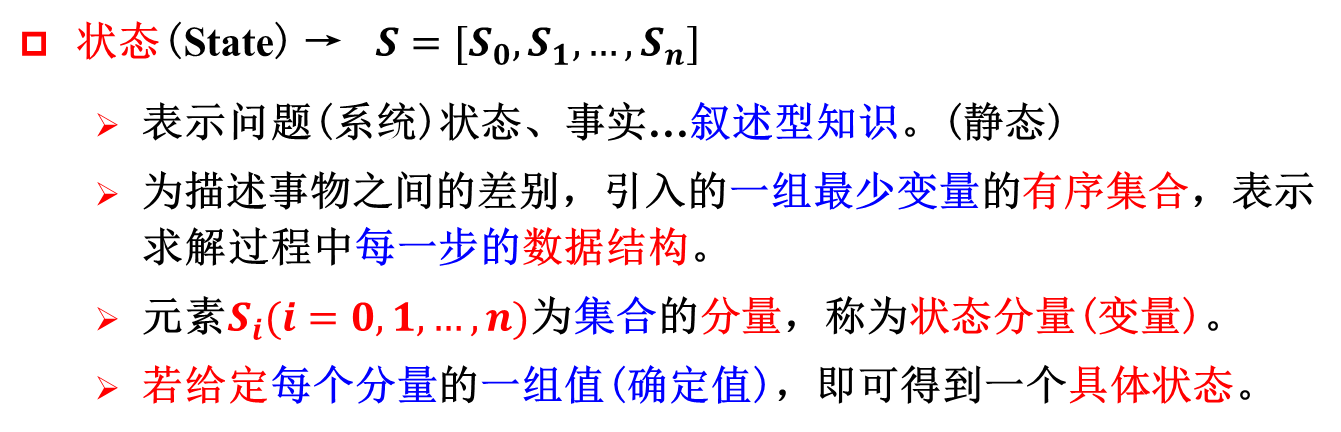 状态(State) → S = [S₀, S₁, …, Sₙ]
表示问题(系统)状态、事实…叙述型知识。(静态)
为描述事物之间的差别，引入的一组最少变量的有序集合，表示
求解过程中每一步的数据结构。
元素Sᵢ(i = 0, 1, …, n)为集合的分量，称为状态分量(变量)。
若给定每个分量的一组值(确定值)，即可得到一个具体状态。